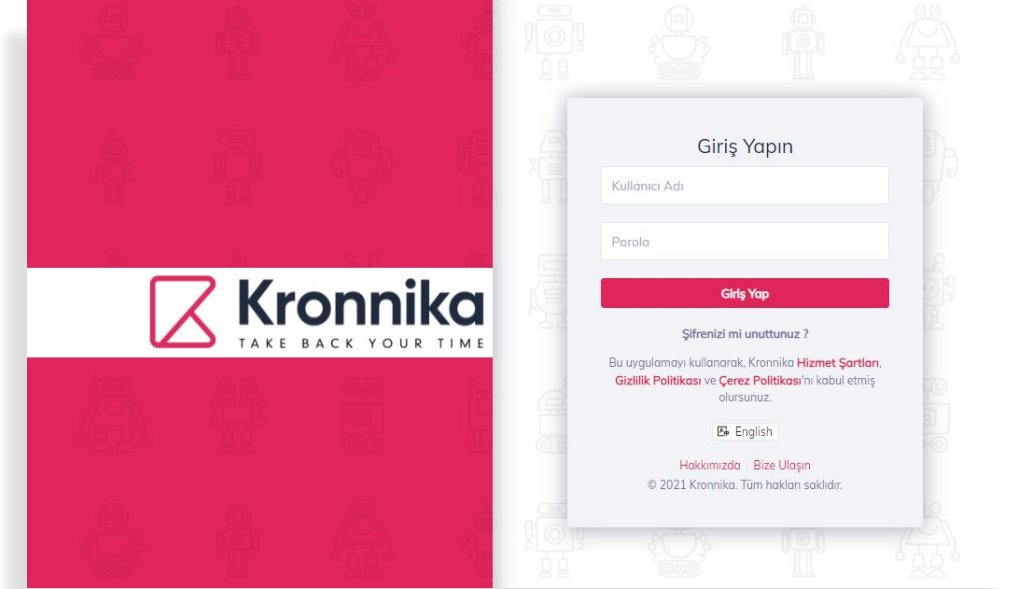 Kronnika
TAKE BACK YOUR TIME
Giriş Yapın
Kullanıcı Adı
Parola
Giriş Yap
Şifrenizi mi unuttunuz ?
Bu uygulamayı kullanarak, Kronnika Hizmet Şartları,
Gizlilik Politikası ve Çerez Politikası'nı kabul etmiş
olursunuz.
English
Hakkımızda | Bize Ulaşın
© 2021 Kronnika. Tüm hakları saklıdır.